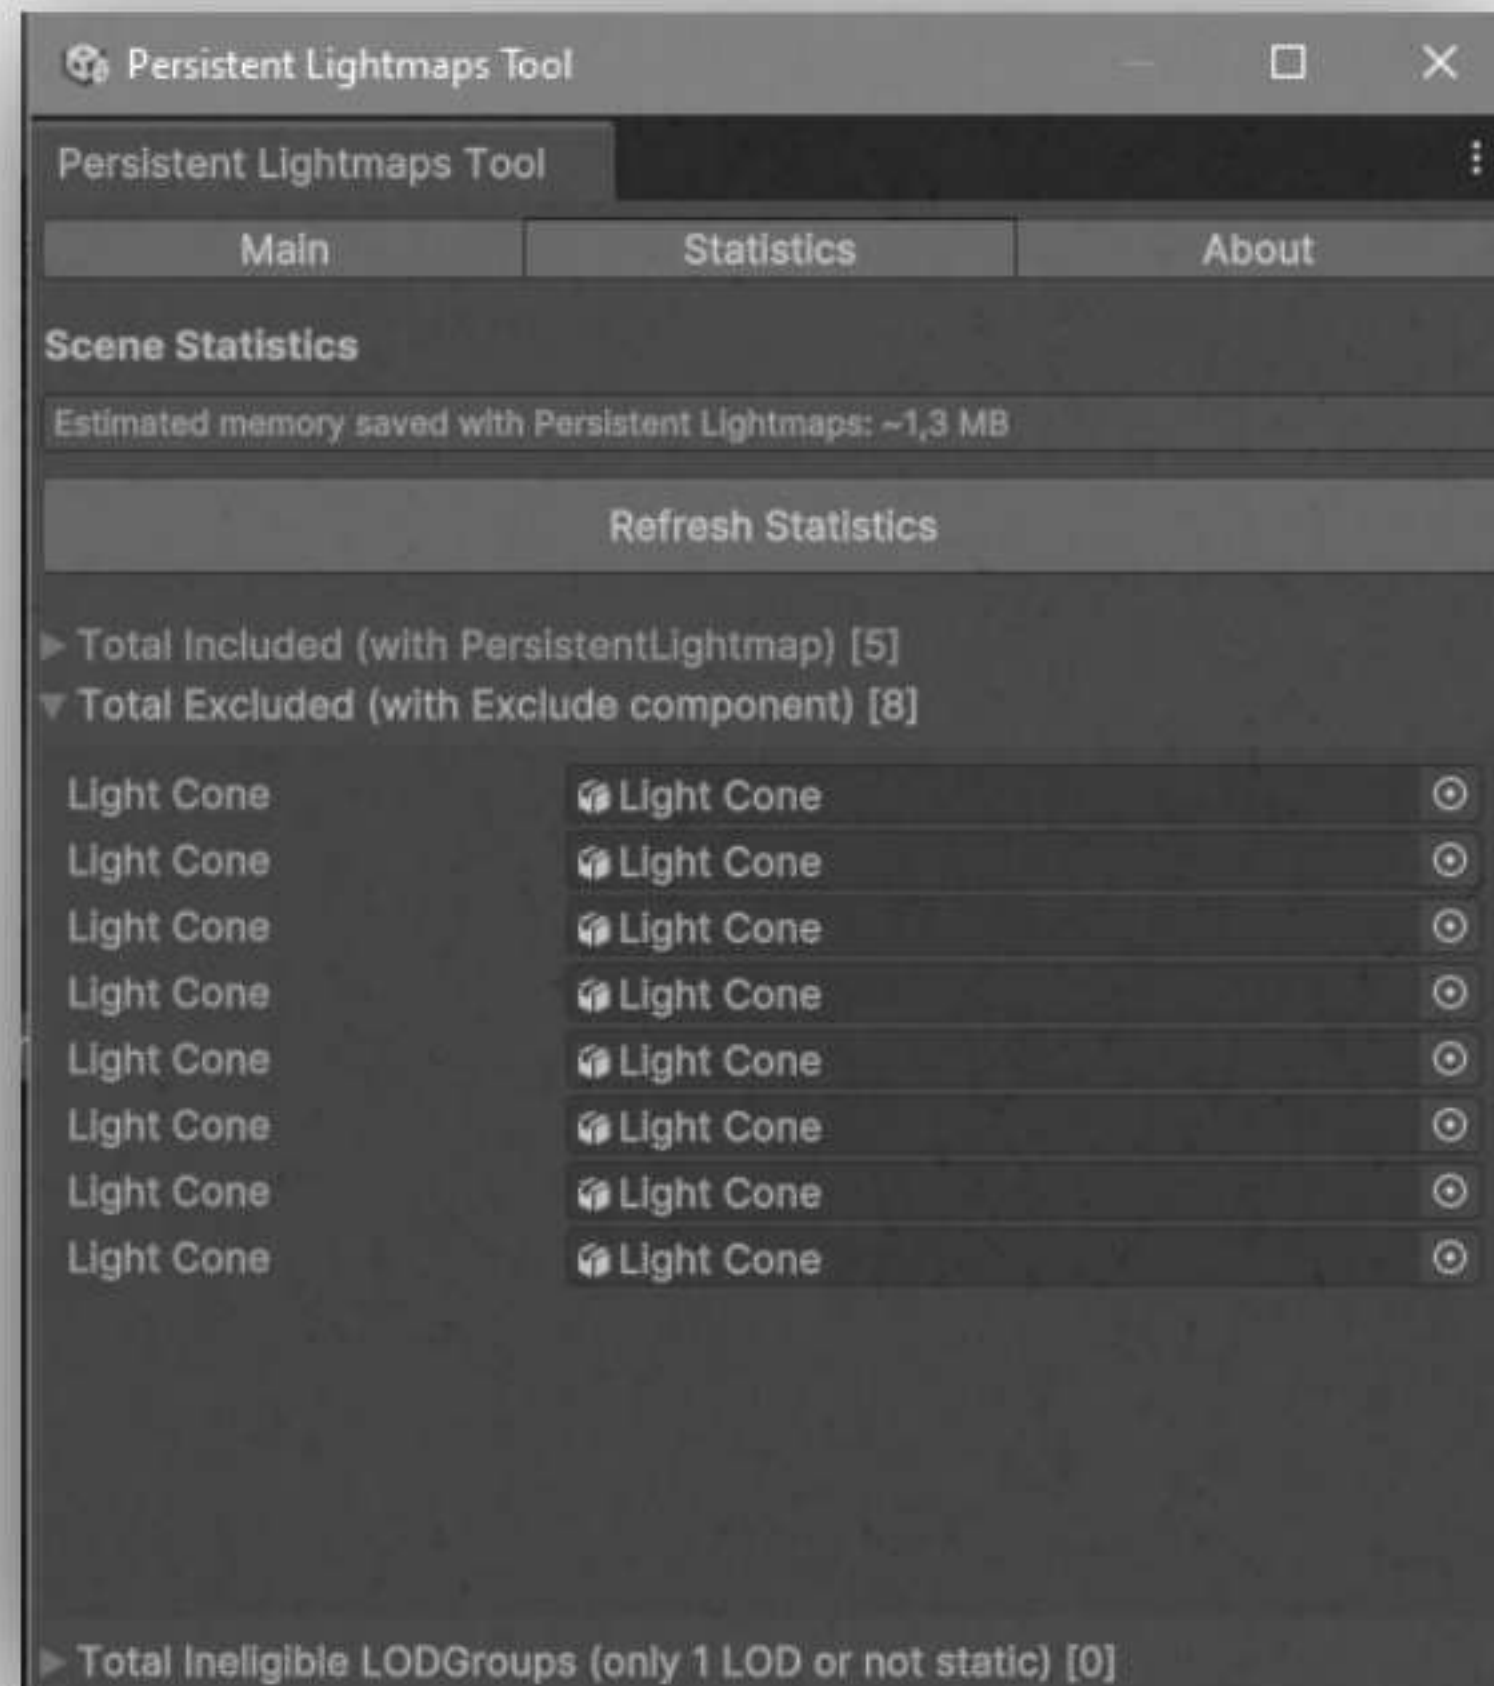 Persistent Lightmaps Tool
Persistent Lightmaps Tool
Main Statistics About
Scene Statistics
Estimated memory saved with Persistent Lightmaps: ~1,3 MB
Refresh Statistics
Total Included (with PersistentLightmap) [5]
Total Excluded (with Exclude component) [8]
Light Cone Light Cone
Light Cone Light Cone
Light Cone Light Cone
Light Cone Light Cone
Light Cone Light Cone
Light Cone Light Cone
Light Cone Light Cone
Light Cone Light Cone
Total Ineligible LODGroups (only 1 LOD or not static) [0]